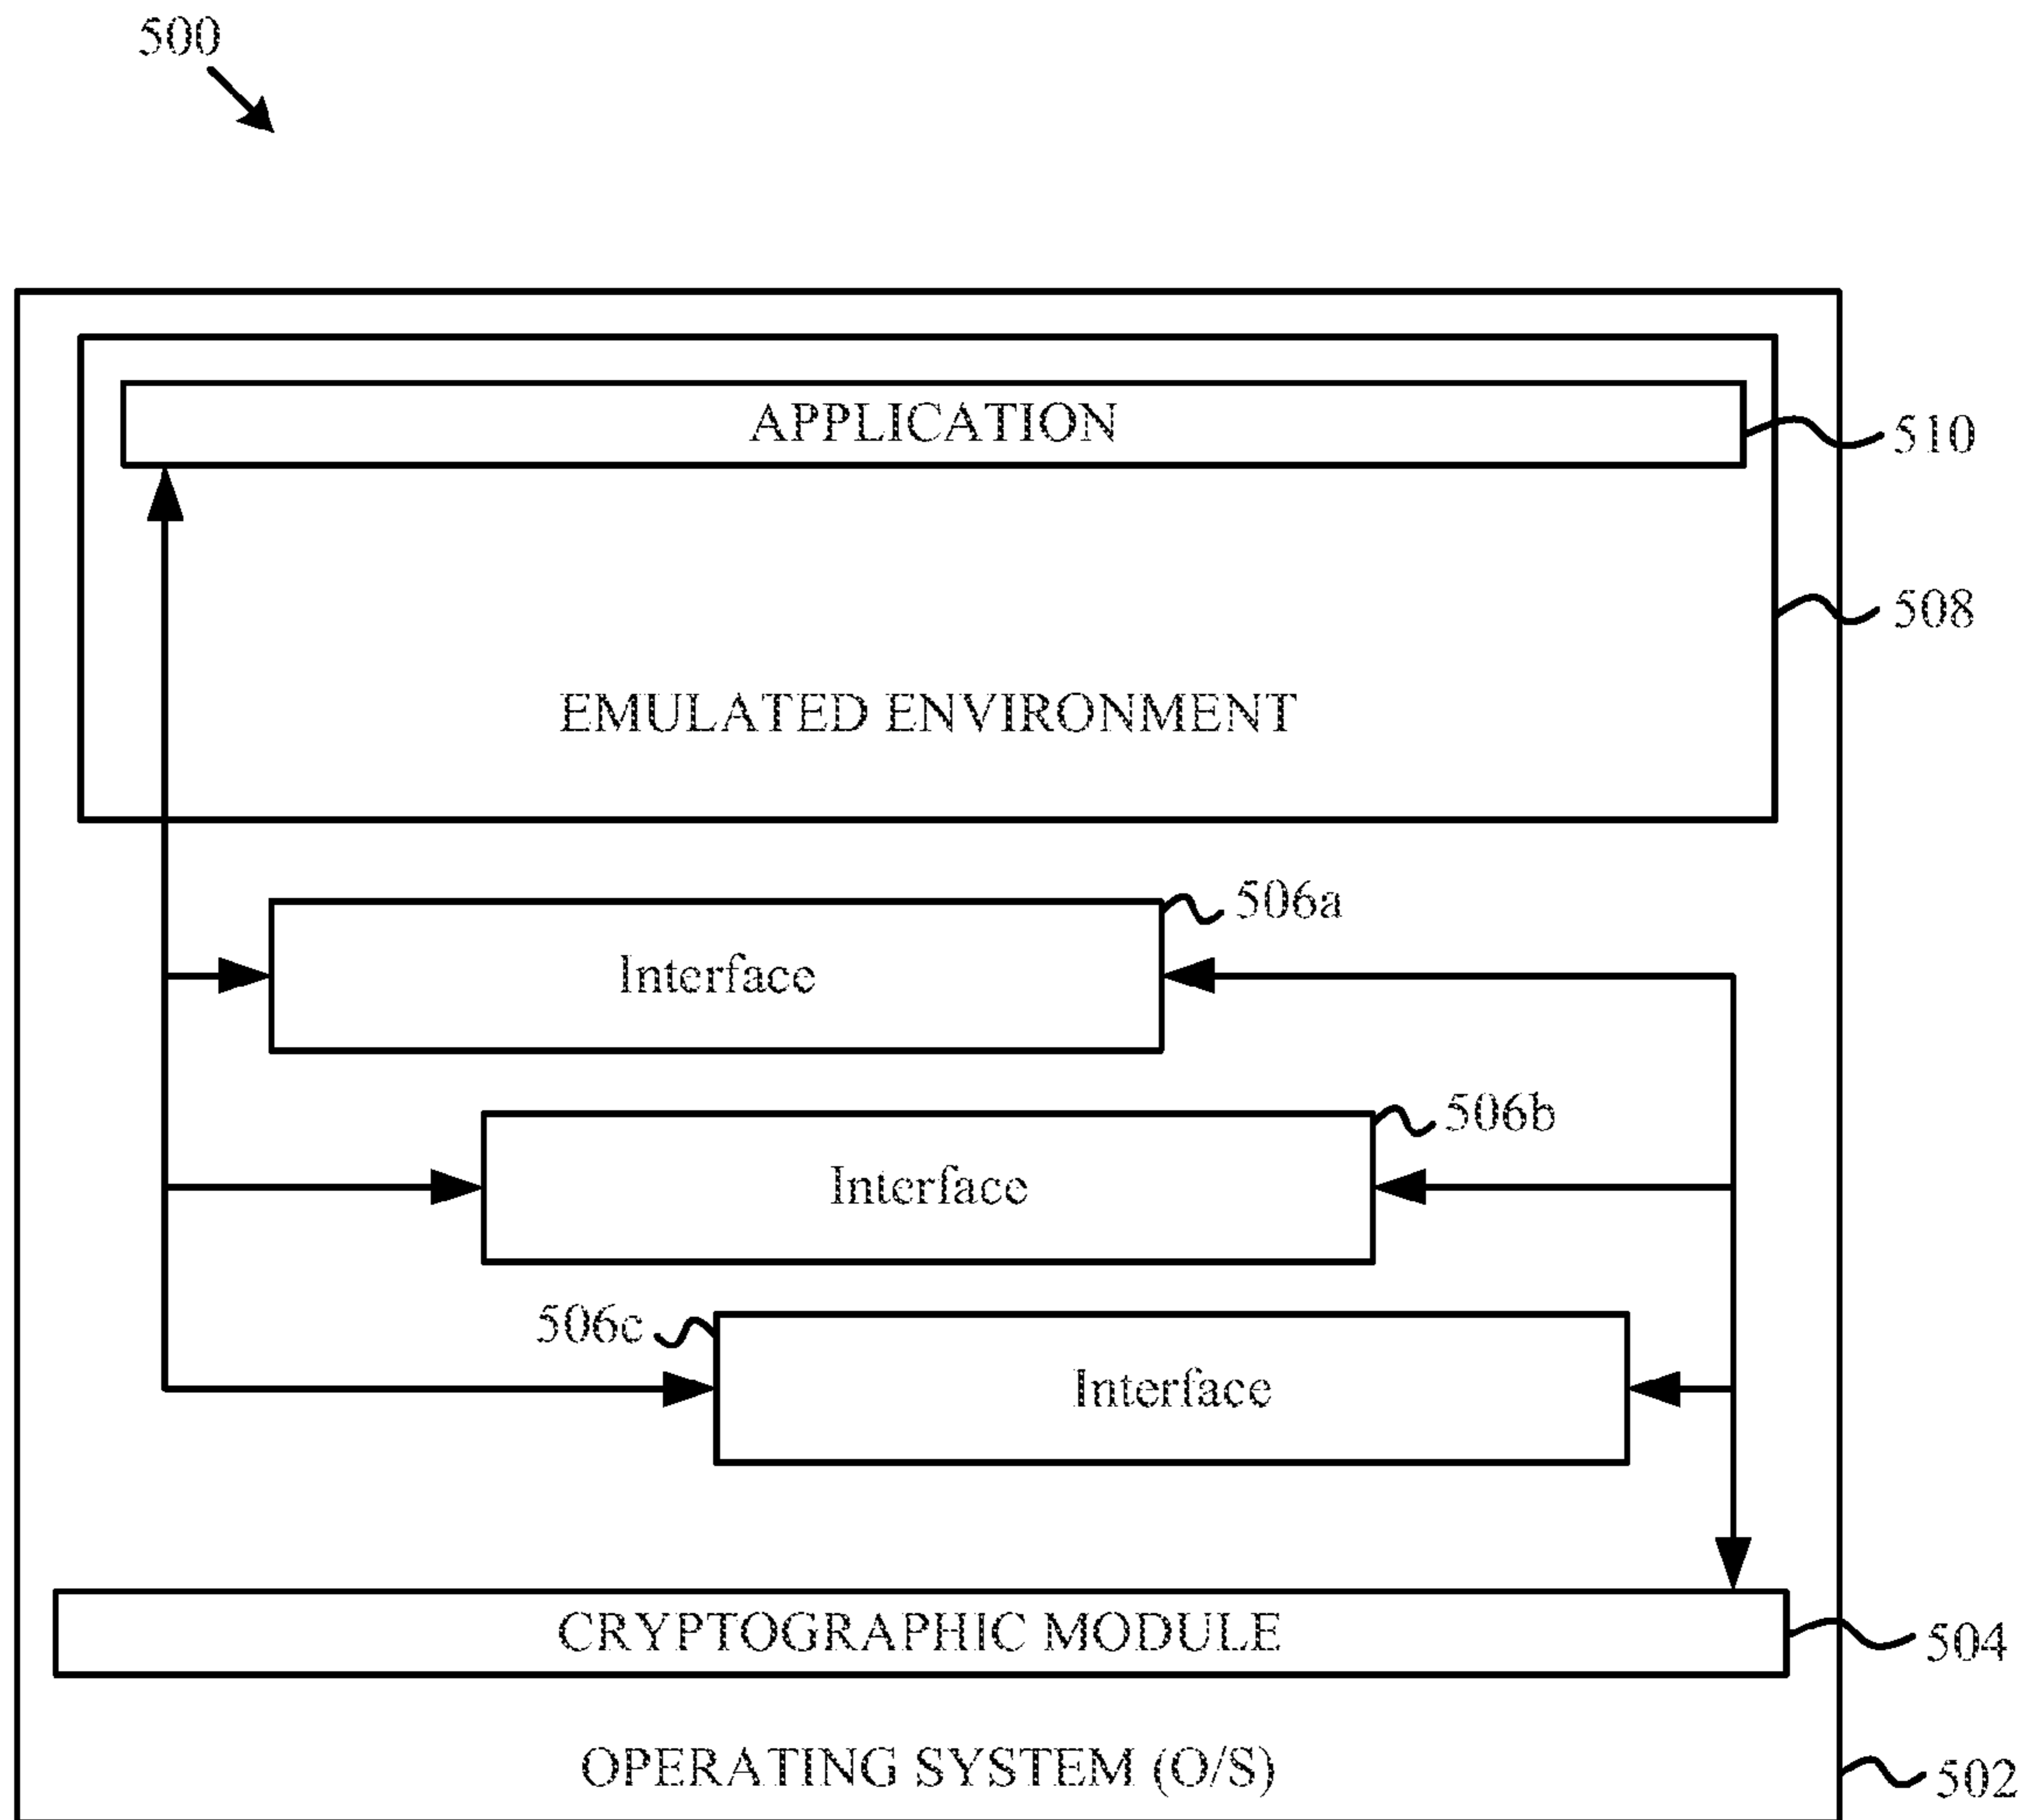 500
APPLICATION
510
508
EMULATED ENVIRONMENT
506a
Interface
506b
Interface
506c
Interface
CRYPTOGRAPHIC MODULE
504
OPERATING SYSTEM (O/S)
502